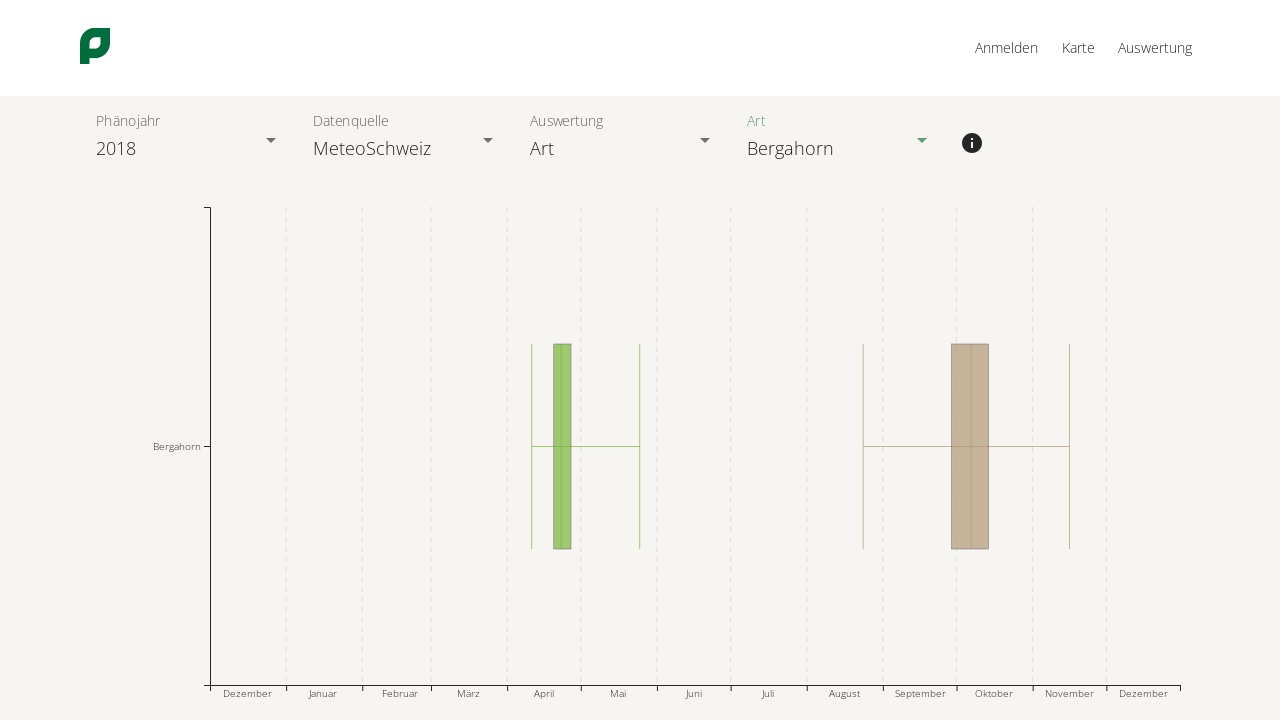 Anmelden Karte Auswertung
Phänojahr Datenquelle Auswertung Art
2018 MeteoSchweiz Art Bergahorn
Bergahorn
Dezember Januar Februar März April Mai Juni Juli August September Oktober November Dezember